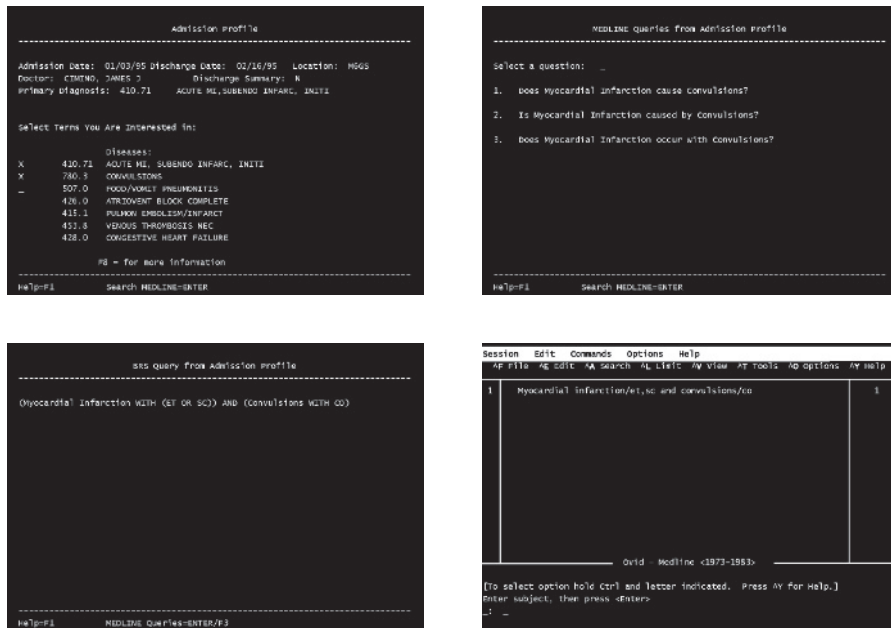 Admission Profile
Admission Date: 01/03/95 Discharge Date: 02/16/95 Location: MGGS
Doctor: CIMINO, JAMES J Discharge Summary: N
Primary Diagnosis: 410.71 ACUTE MI,SUBENDO INFARC, INITI
Select Terms You Are Interested in:
Diseases:
X 410.71 ACUTE MI, SUBENDO INFARC, INITI
X 780.3 CONVULSIONS
_ 507.0 FOOD/VOMIT PNEUMONITIS
426.0 ATRIOVENT BLOCK COMPLETE
415.1 PULMON EMBOLISM/INFARCT
453.8 VENOUS THROMBOSIS NEC
428.0 CONGESTIVE HEART FAILURE
F8 = for more information
Help=F1 Search MEDLINE=ENTER
MEDLINE Queries from Admission Profile
Select a question: _
1. Does Myocardial Infarction cause Convulsions?
2. Is Myocardial Infarction caused by Convulsions?
3. Does Myocardial Infarction occur with Convulsions?
Help=F1 Search MEDLINE=ENTER
BRS Query from Admission Profile
(Myocardial Infarction WITH (ET OR SC)) AND (Convulsions WITH CO)
Help=F1 MEDLINE Queries=ENTER/F3
Session Edit Commands Options Help
^F File ^E Edit ^A Search ^L Limit ^V View ^T Tools ^O Options ^Y Help
1 Myocardial infarction/et,sc and convulsions/co 1
Ovid - Medline <1973-1983>
[To select option hold Ctrl and letter indicated. Press ^Y for Help.]
Enter subject, then press <Enter>
_: _